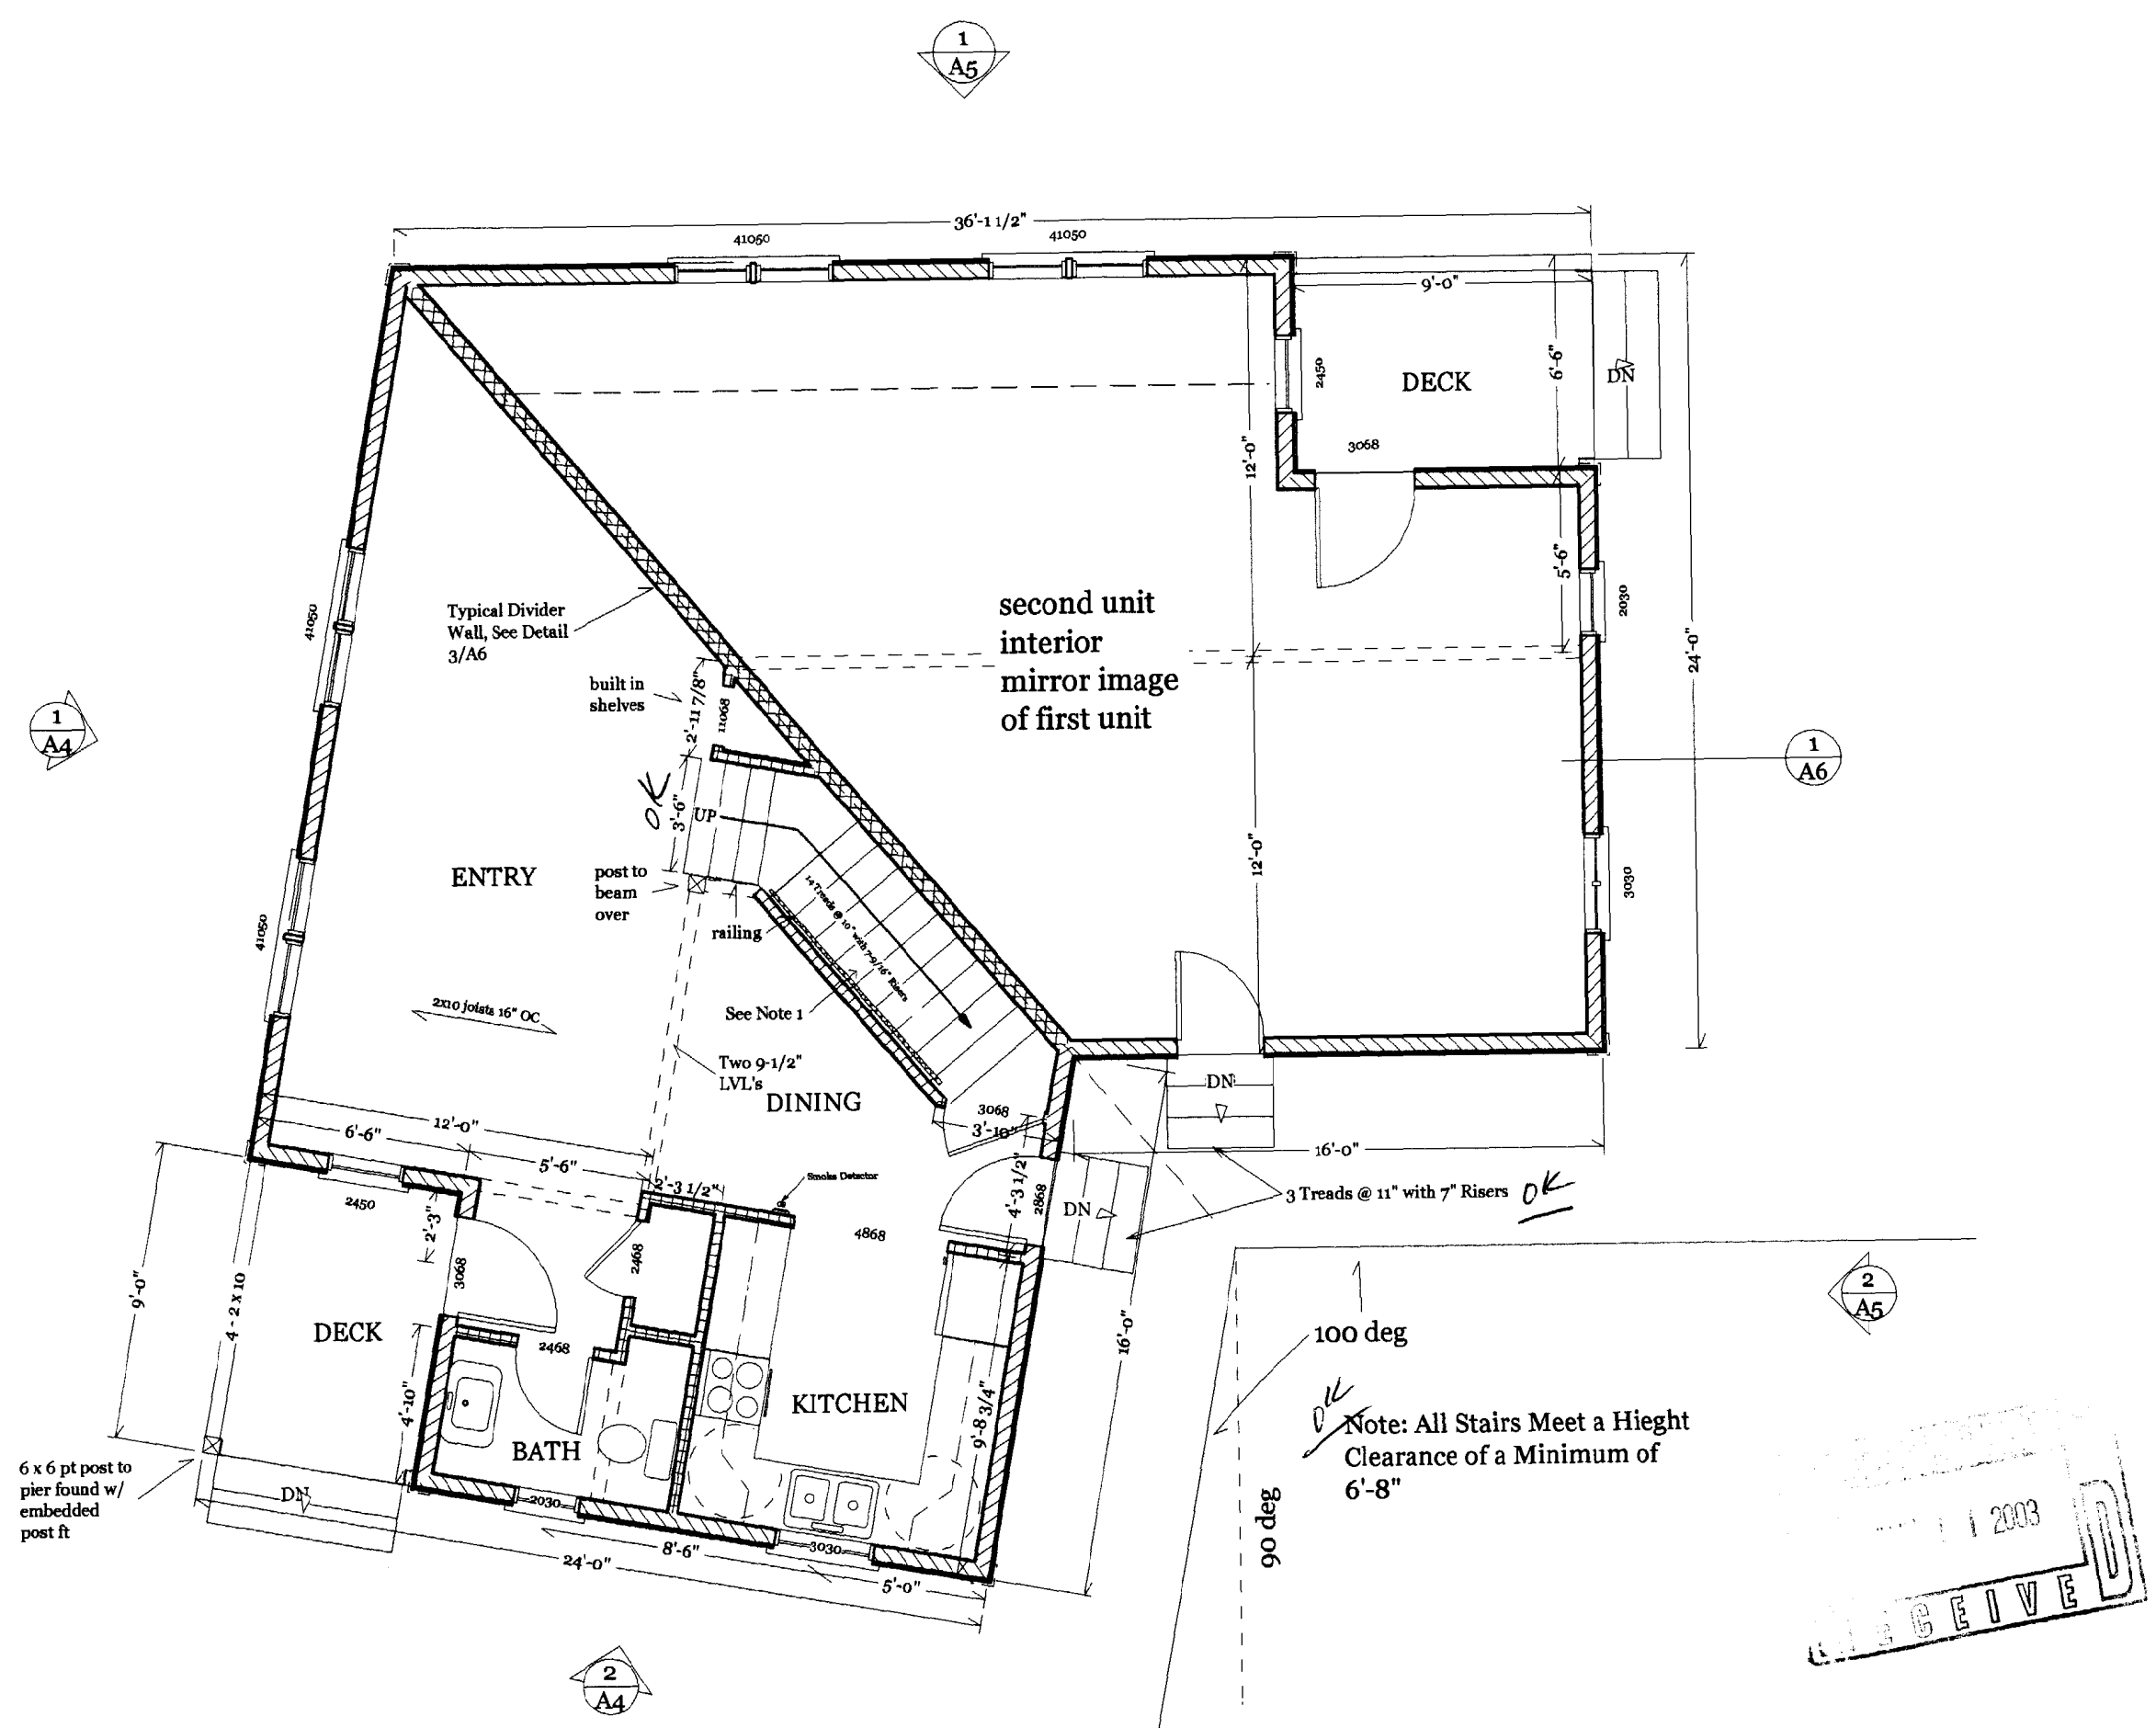 1
A5
36'-1 1/2"
41050
41050
9'-0"
2450
DECK
6'-6"
DN
3068
12'-0"
5'-6"
2030
24'-0"
41050
Typical Divider
Wall, See Detail
3/A6
second unit
interior
mirror image
of first unit
built in
shelves
2'-11 7/8"
11068
1
A4
1
A6
OK
3'-6"
UP
ENTRY
post to
beam
over
railing
14 Treads @ 10" with 7-9/16" Risers
12'-0"
3030
41050
2x10 joists 16" OC
See Note 1
Two 9-1/2"
LVL's
DINING
DN
3068
3'-10"
12'-0"
6'-6"
5'-6"
16'-0"
2'-3 1/2"
Smoke Detector
4'-3 1/2"
2868
DN
3 Treads @ 11" with 7" Risers OK
2450
2'-3"
3068
2468
4868
9'-0"
4 - 2 x 10
DECK
2468
16'-0"
2
A5
100 deg
4'-10"
KITCHEN
9'-8 3/4"
BATH
OK
Note: All Stairs Meet a Hieght
Clearance of a Minimum of
6'-8"
6 x 6 pt post to
pier found w/
embedded
post ft
DN
2030
3030
8'-6"
24'-0"
5'-0"
90 deg
2003
RECEIVED
2
A4